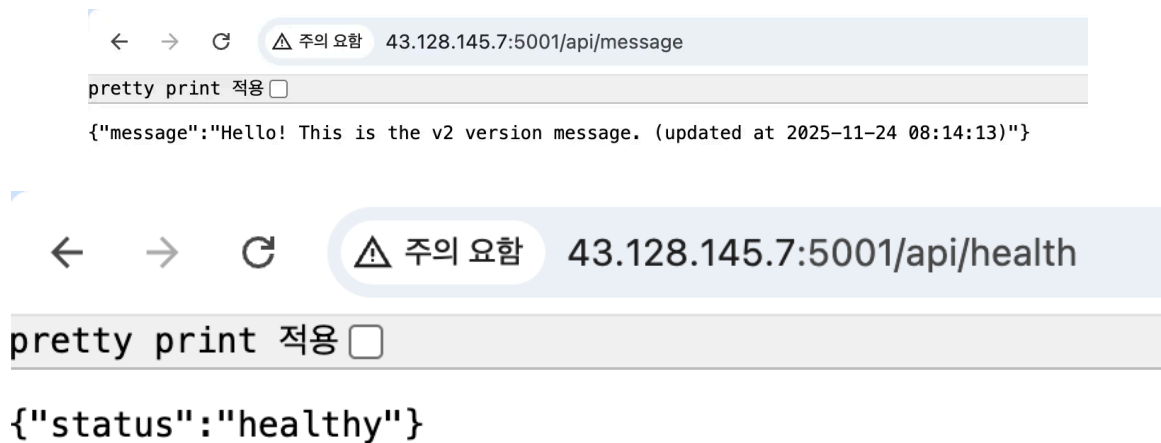 주의 요함 43.128.145.7:5001/api/message
pretty print 적용
{"message":"Hello! This is the v2 version message. (updated at 2025-11-24 08:14:13)"}
주의 요함 43.128.145.7:5001/api/health
pretty print 적용
{"status":"healthy"}